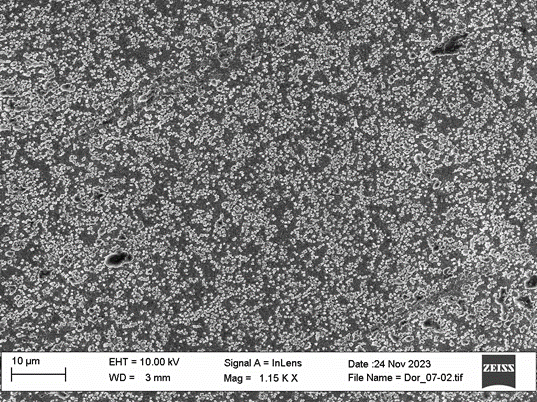 10 µm
EHT = 10.00 kV
WD = 3 mm
Signal A = InLens
Mag = 1.15 K X
Date :24 Nov 2023
File Name = Dor_07-02.tif
ZEISS